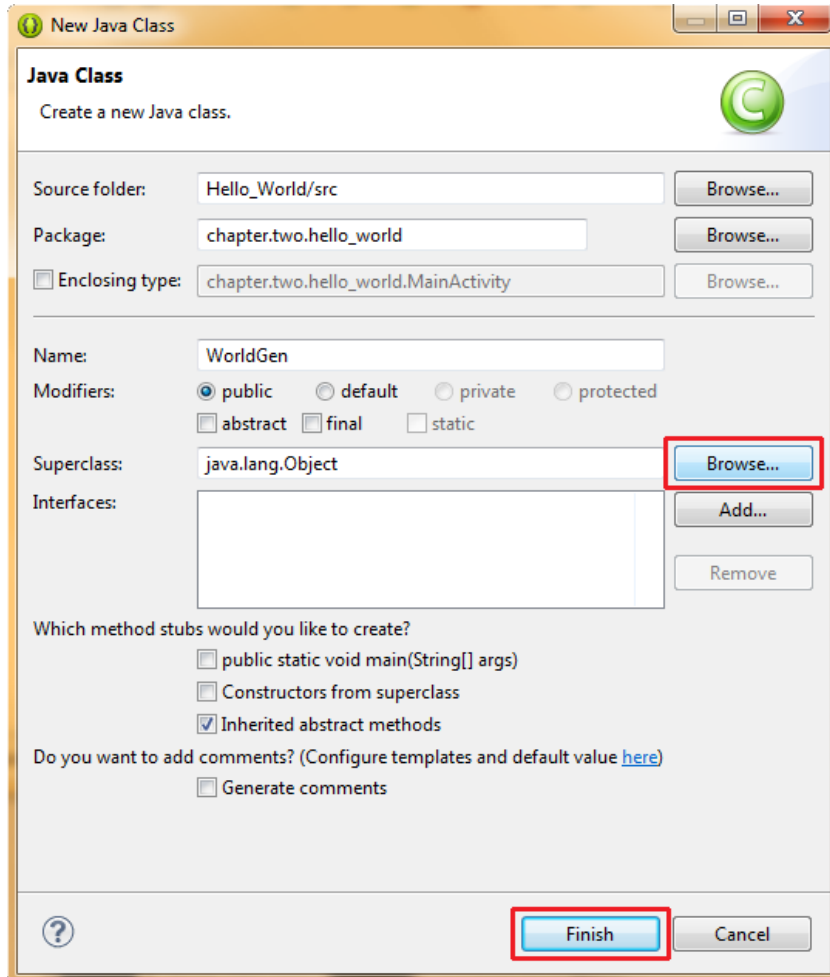 New Java Class
Java Class
Create a new Java class.
Source folder: Hello_World/src Browse...
Package: chapter.two.hello_world Browse...
Enclosing type: chapter.two.hello_world.MainActivity Browse...
Name: WorldGen
Modifiers: public default private protected
abstract final static
Superclass: java.lang.Object Browse...
Interfaces: Add...
Remove
Which method stubs would you like to create?
public static void main(String[] args)
Constructors from superclass
Inherited abstract methods
Do you want to add comments? (Configure templates and default value here)
Generate comments
? Finish Cancel